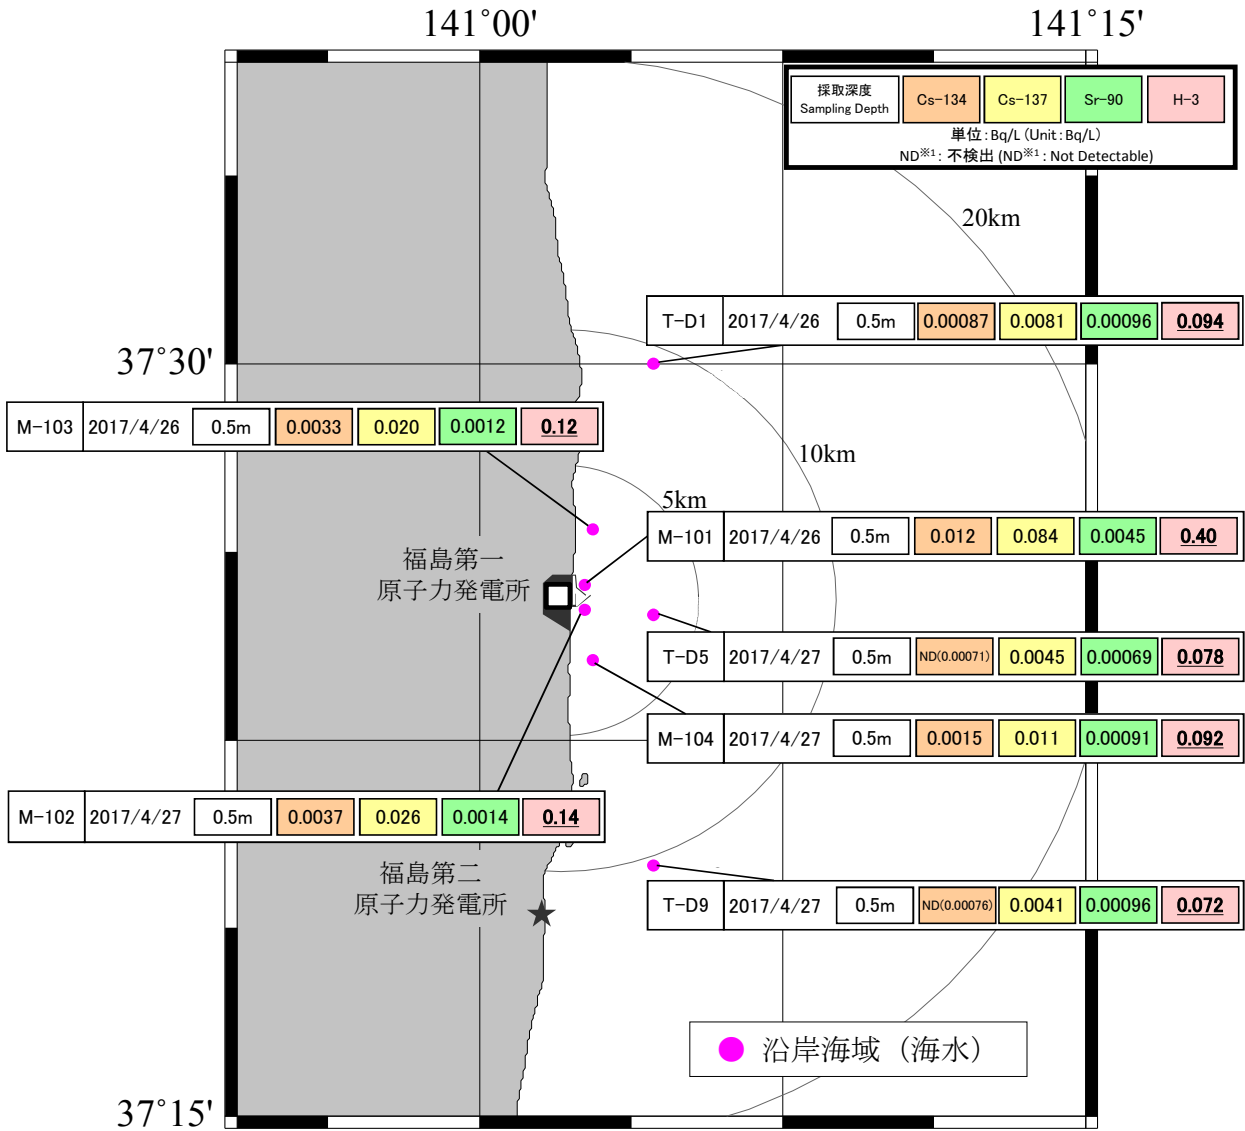 141°00' 141°15'
採取深度
Sampling Depth
Cs-134 Cs-137 Sr-90 H-3
単位:Bq/L (Unit:Bq/L)
ND※1: 不検出 (ND※1: Not Detectable)
20km
T-D1 2017/4/26 0.5m 0.00087 0.0081 0.00096 0.094
37°30'
M-103 2017/4/26 0.5m 0.0033 0.020 0.0012 0.12
10km
5km
M-101 2017/4/26 0.5m 0.012 0.084 0.0045 0.40
福島第一
原子力発電所
T-D5 2017/4/27 0.5m ND(0.00071) 0.0045 0.00069 0.078
M-104 2017/4/27 0.5m 0.0015 0.011 0.00091 0.092
M-102 2017/4/27 0.5m 0.0037 0.026 0.0014 0.14
福島第二
原子力発電所
T-D9 2017/4/27 0.5m ND(0.00076) 0.0041 0.00096 0.072
沿岸海域（海水）
37°15'